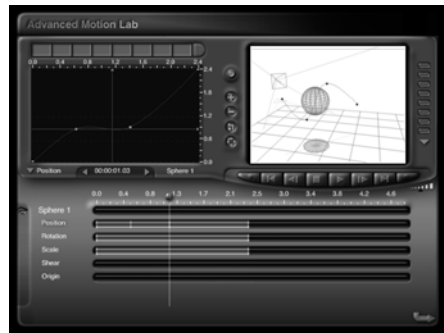 Advanced Motion Lab
0.0 0.4 0.8 1.2 1.6 2.0 2.4
2.4
1.8
1.2
0.6
0.0
Position 00:00:01.03 Sphere 1
0.0 0.4 0.8 1.3 1.7 2.1 2.5 3.0 3.4 3.8 4.2 4.6
Sphere 1
Position
Rotation
Scale
Shear
Origin